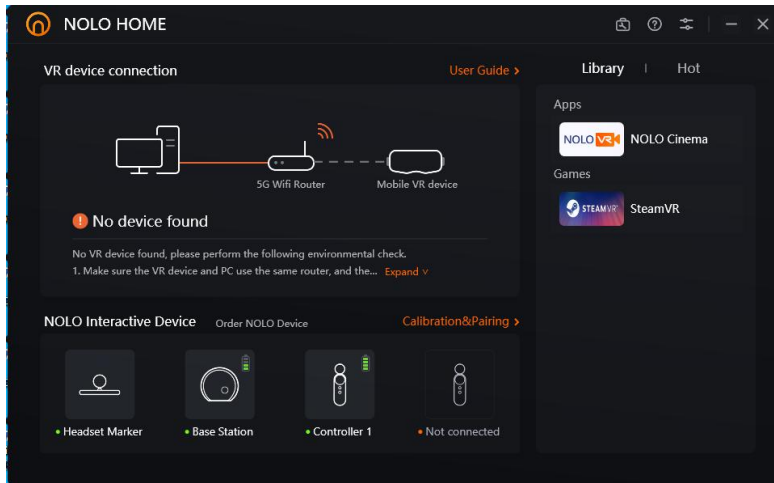 NOLO HOME
VR device connection
User Guide >
5G Wifi Router
Mobile VR device
No device found
No VR device found, please perform the following environmental check.
1. Make sure the VR device and PC use the same router, and the... Expand
NOLO Interactive Device
Order NOLO Device
Calibration&Pairing >
Headset Marker
Base Station
Controller 1
Not connected
Library
Hot
Apps
NOLO VR
NOLO Cinema
Games
STEAMVR
SteamVR